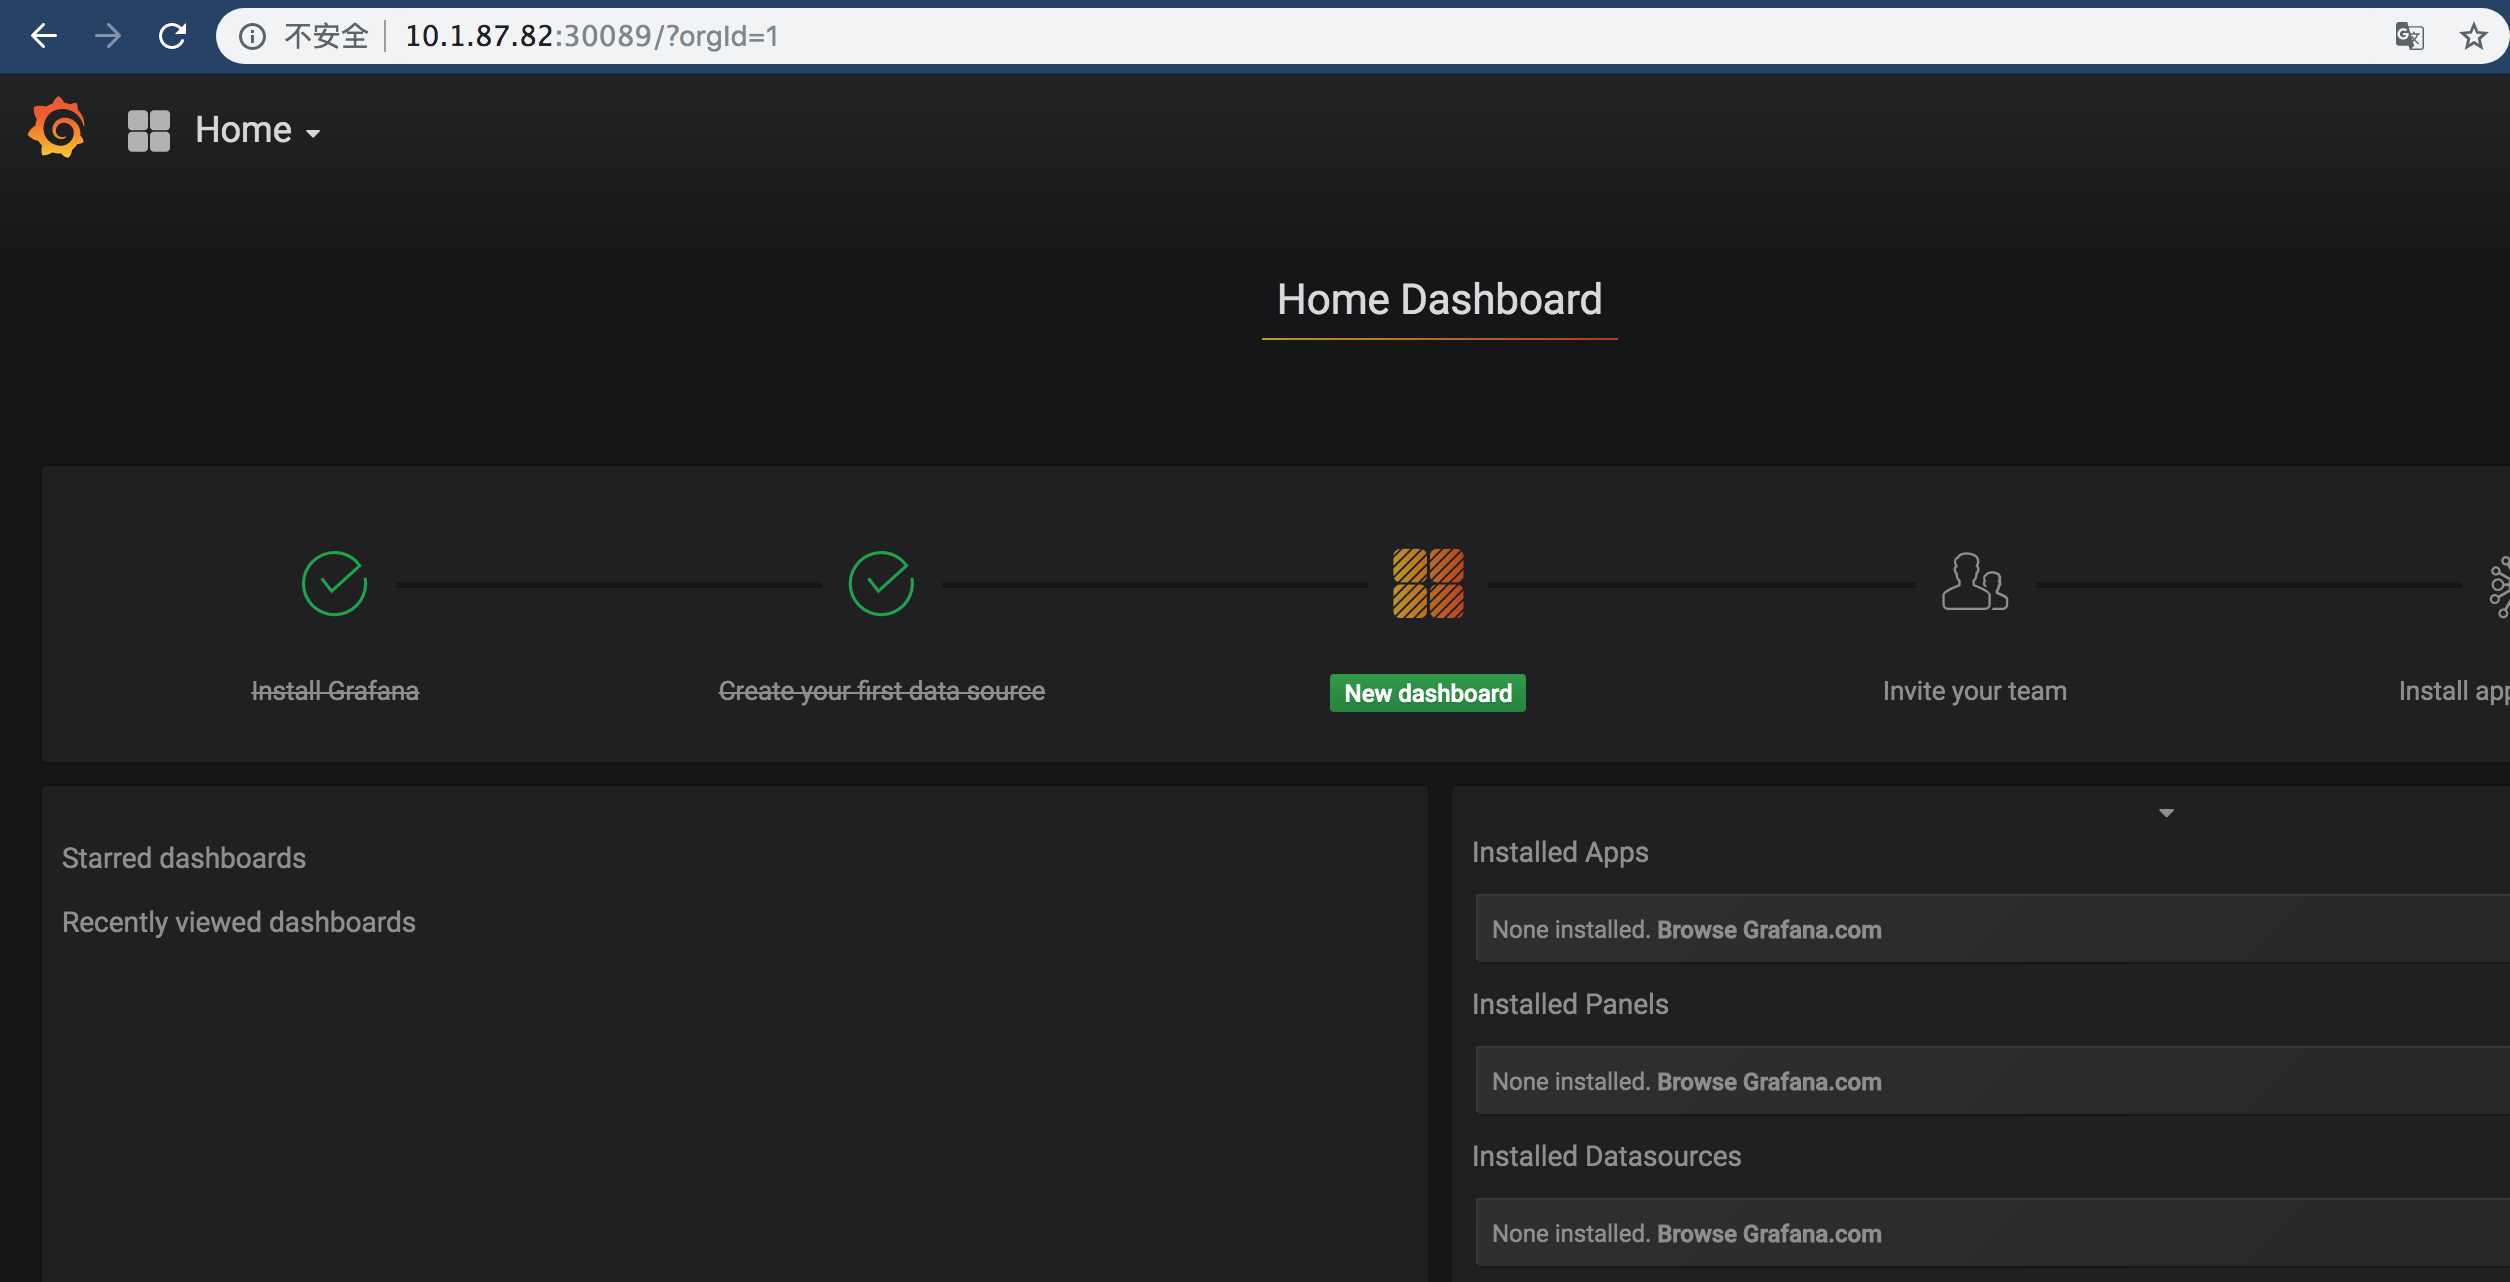 不安全 10.1.87.82:30089/?orgId=1
Home
Home Dashboard
Install Grafana
Create your first data source
New dashboard
Invite your team
Install app
Starred dashboards
Recently viewed dashboards
Installed Apps
None installed. Browse Grafana.com
Installed Panels
None installed. Browse Grafana.com
Installed Datasources
None installed. Browse Grafana.com